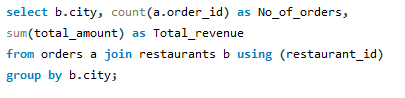 select b.city, count(a.order_id) as No_of_orders,
sum(total_amount) as Total_revenue
from orders a join restaurants b using (restaurant_id)
group by b.city;